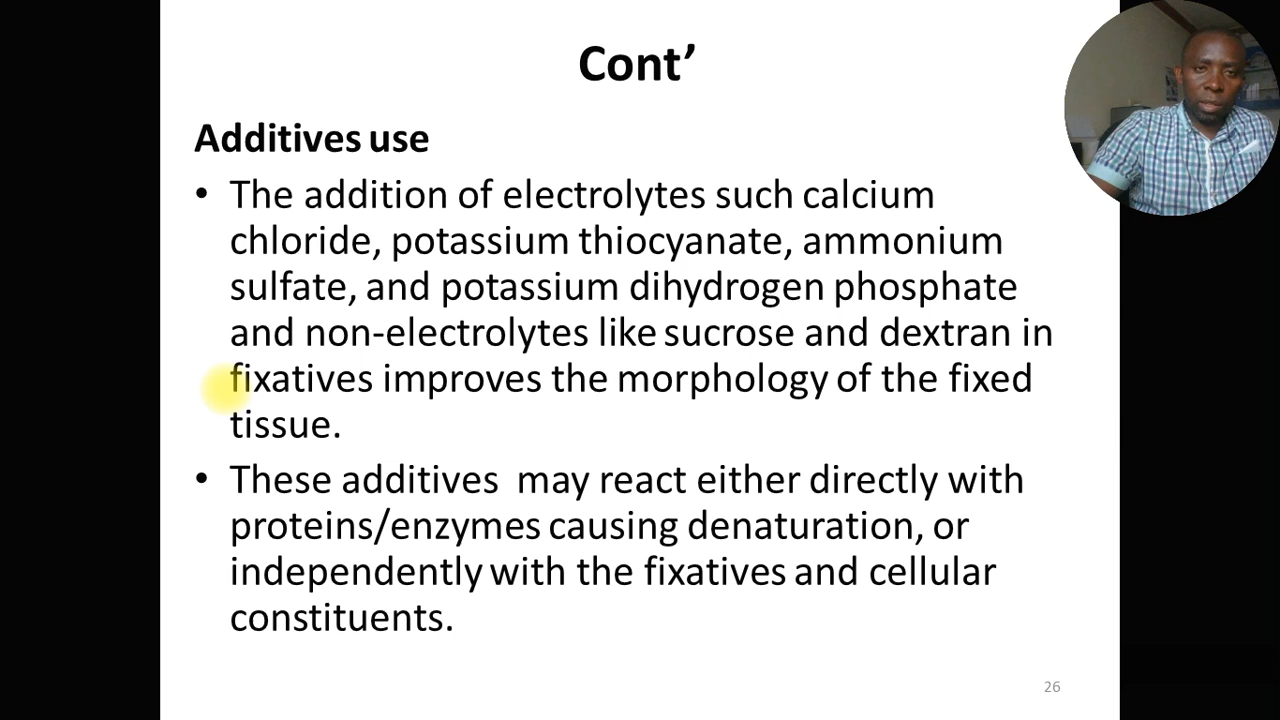 Cont’
Additives use
• The addition of electrolytes such calcium
chloride, potassium thiocyanate, ammonium
sulfate, and potassium dihydrogen phosphate
and non-electrolytes like sucrose and dextran in
fixatives improves the morphology of the fixed
tissue.
• These additives  may react either directly with
proteins/enzymes causing denaturation, or
independently with the fixatives and cellular
constituents.
26